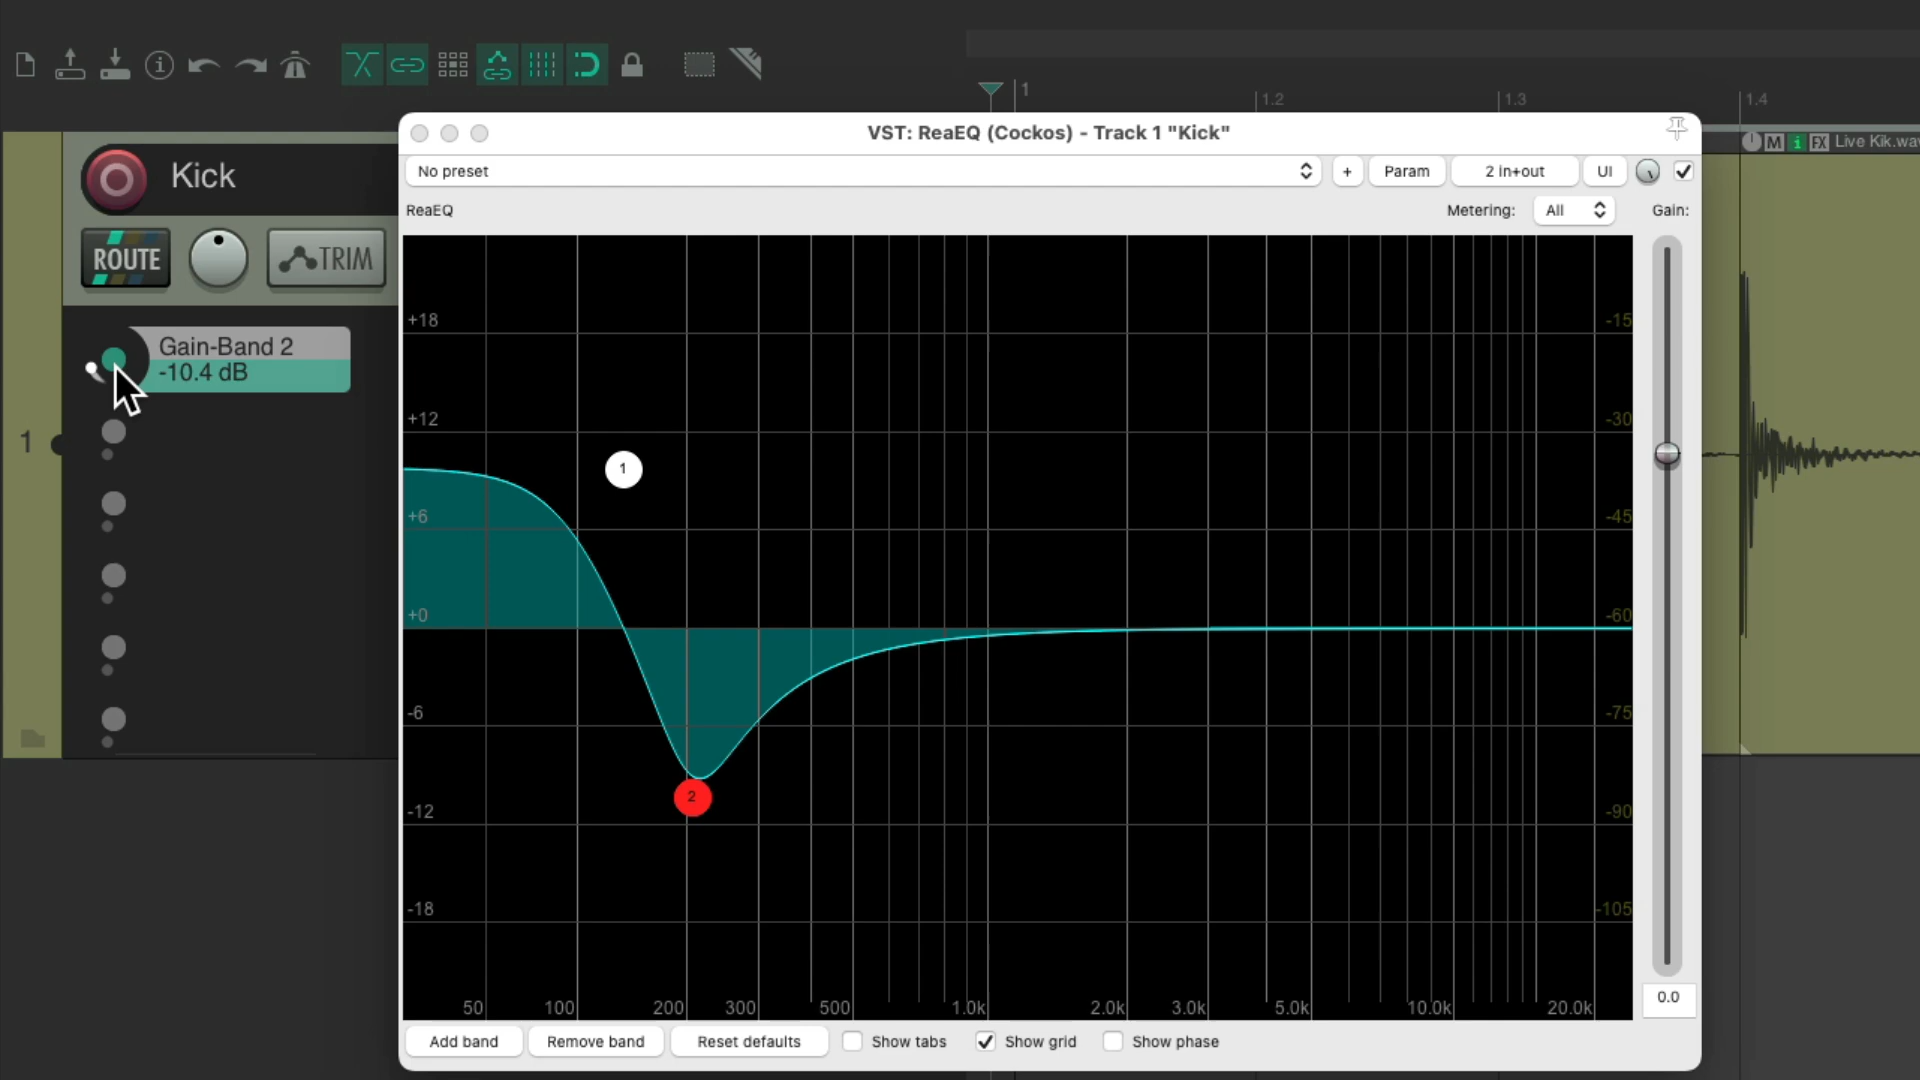 1
1.2
1.3
1.4
VST: ReaEQ (Cockos) - Track 1 "Kick"
M i FX Live Kik.wav
Kick
No preset
+
Param
2 in+out
UI
ReaEQ
Metering:
All
Gain:
ROUTE
TRIM
Gain-Band 2
-10.4 dB
1
+18
+12
+6
+0
-6
-12
-18
-15
-30
-45
-60
-75
-90
-105
1
2
50
100
200
300
500
1.0k
2.0k
3.0k
5.0k
10.0k
20.0k
0.0
Add band
Remove band
Reset defaults
Show tabs
Show grid
Show phase